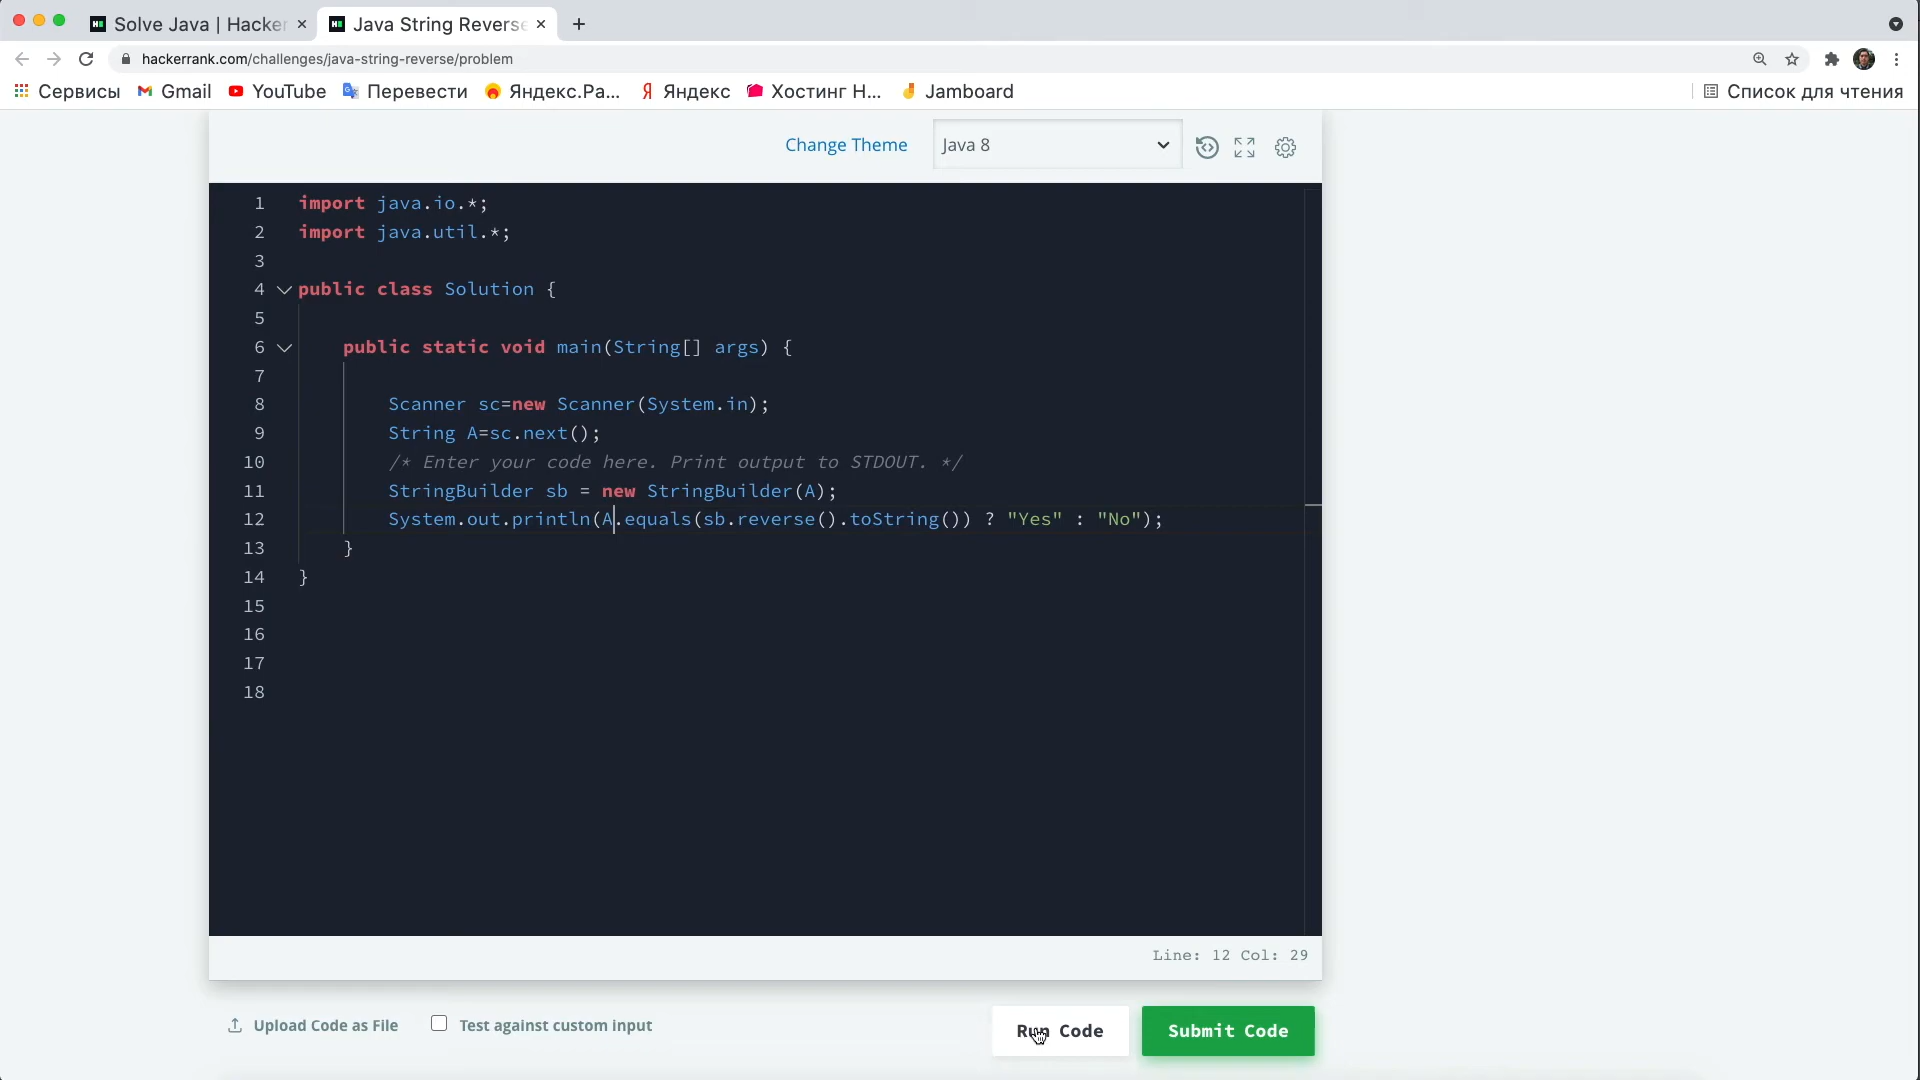 Solve Java | Hacker
Java String Reverse
hackerrank.com/challenges/java-string-reverse/problem
Сервисы Gmail YouTube Перевести Яндекс.Ра... Яндекс Хостинг Н... Jamboard Список для чтения
Change Theme Java 8
1 import java.io.*;
2 import java.util.*;
3
4 public class Solution {
5
6 public static void main(String[] args) {
7
8 Scanner sc=new Scanner(System.in);
9 String A=sc.next();
10 /* Enter your code here. Print output to STDOUT. */
11 StringBuilder sb = new StringBuilder(A);
12 System.out.println(A.equals(sb.reverse().toString()) ? "Yes" : "No");
13 }
14 }
15
16
17
18
Line: 12 Col: 29
Upload Code as File Test against custom input Run Code Submit Code